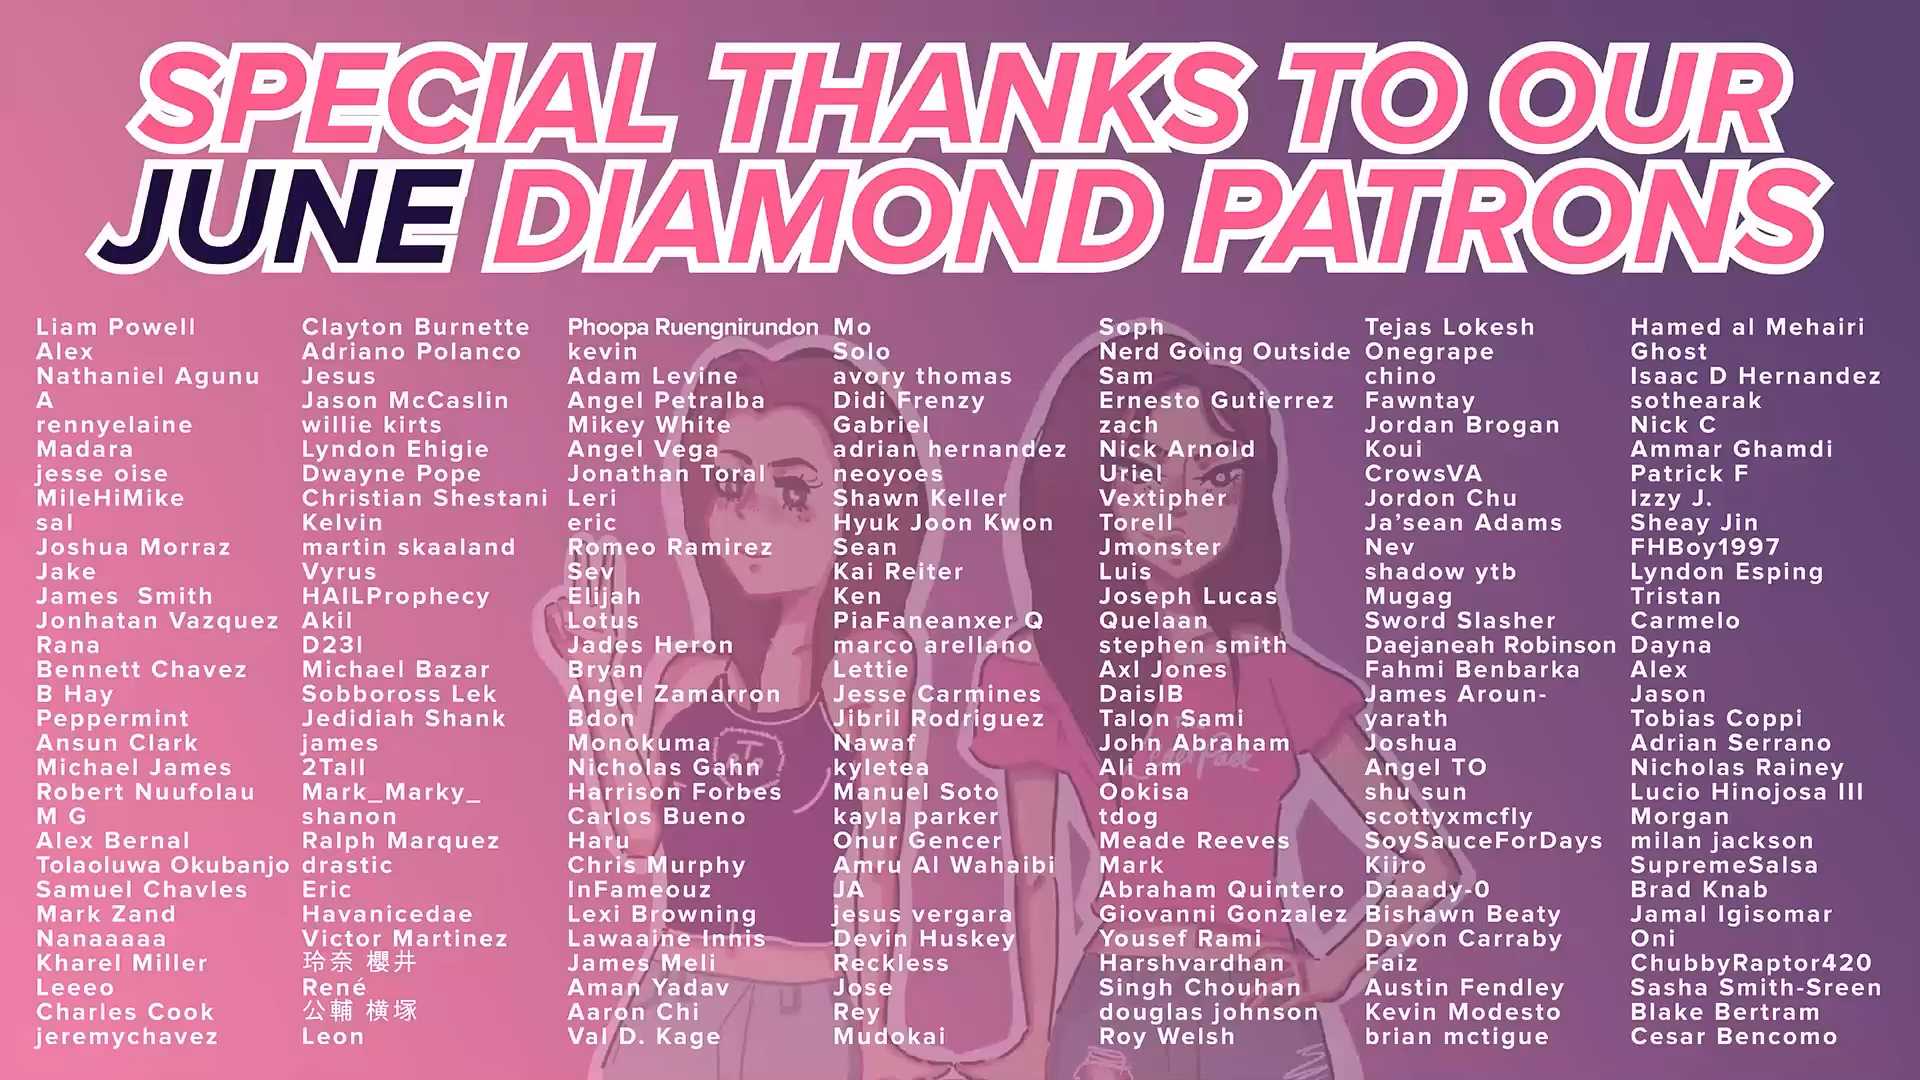 SPECIAL THANKS TO OUR
JUNE DIAMOND PATRONS
Liam Powell
Alex
Nathaniel Agunu
A
rennyelaine
Madara
jesse oise
MileHiMike
sal
Joshua Morraz
Jake
James  Smith
Jonhatan Vazquez
Rana
Bennett Chavez
B Hay
Peppermint
Ansun Clark
Michael James
Robert Nuufolau
M G
Alex Bernal
Tolaoluwa Okubanjo
Samuel Chavles
Mark Zand
Nanaaaaa
Kharel Miller
Leeeo
Charles Cook
jeremychavez
Clayton Burnette
Adriano Polanco
Jesus
Jason McCaslin
willie kirts
Lyndon Ehigie
Dwayne Pope
Christian Shestani
Kelvin
martin skaaland
Vyrus
HAILProphecy
Akil
D23l
Michael Bazar
Sobboross Lek
Jedidiah Shank
james
2Tall
Mark_Marky_
shanon
Ralph Marquez
drastic
Eric
Havanicedae
Victor Martinez
玲奈 櫻井
René
公輔 横塚
Leon
Phoopa Ruengnirundon
kevin
Adam Levine
Angel Petralba
Mikey White
Angel Vega
Jonathan Toral
Leri
eric
Romeo Ramirez
Sev
Elijah
Lotus
Jades Heron
Bryan
Angel Zamarron
Bdon
Monokuma
Nicholas Gahn
Harrison Forbes
Carlos Bueno
Haru
Chris Murphy
InFameouz
Lexi Browning
Lawaaine Innis
James Meli
Aman Yadav
Aaron Chi
Val D. Kage
Mo
Solo
avory thomas
Didi Frenzy
Gabriel
adrian hernandez
neoyoes
Shawn Keller
Hyuk Joon Kwon
Sean
Kai Reiter
Ken
PiaFaneanxer Q
marco arellano
Lettie
Jesse Carmines
Jibril Rodriguez
Nawaf
kyletea
Manuel Soto
kayla parker
Onur Gencer
Amru Al Wahaibi
JA
jesus vergara
Devin Huskey
Reckless
Jose
Rey
Mudokai
Soph
Nerd Going Outside
Sam
Ernesto Gutierrez
zach
Nick Arnold
Uriel
Vextipher
Torell
Jmonster
Luis
Joseph Lucas
Quelaan
stephen smith
Axl Jones
DaisIB
Talon Sami
John Abraham
Ali am
Ookisa
tdog
Meade Reeves
Mark
Abraham Quintero
Giovanni Gonzalez
Yousef Rami
Harshvardhan
Singh Chouhan
douglas johnson
Roy Welsh
Tejas Lokesh
Onegrape
chino
Fawntay
Jordan Brogan
Koui
CrowsVA
Jordon Chu
Ja’sean Adams
Nev
shadow ytb
Mugag
Sword Slasher
Daejaneah Robinson
Fahmi Benbarka
James Aroun-
yarath
Joshua
Angel TO
shu sun
scottyxmcfly
SoySauceForDays
Kiiro
Daaady-0
Bishawn Beaty
Davon Carraby
Faiz
Austin Fendley
Kevin Modesto
brian mctigue
Hamed al Mehairi
Ghost
Isaac D Hernandez
sothearak
Nick C
Ammar Ghamdi
Patrick F
Izzy J.
Sheay Jin
FHBoy1997
Lyndon Esping
Tristan
Carmelo
Dayna
Alex
Jason
Tobias Coppi
Adrian Serrano
Nicholas Rainey
Lucio Hinojosa III
Morgan
milan jackson
SupremeSalsa
Brad Knab
Jamal Igisomar
Oni
ChubbyRaptor420
Sasha Smith-Sreen
Blake Bertram
Cesar Bencomo